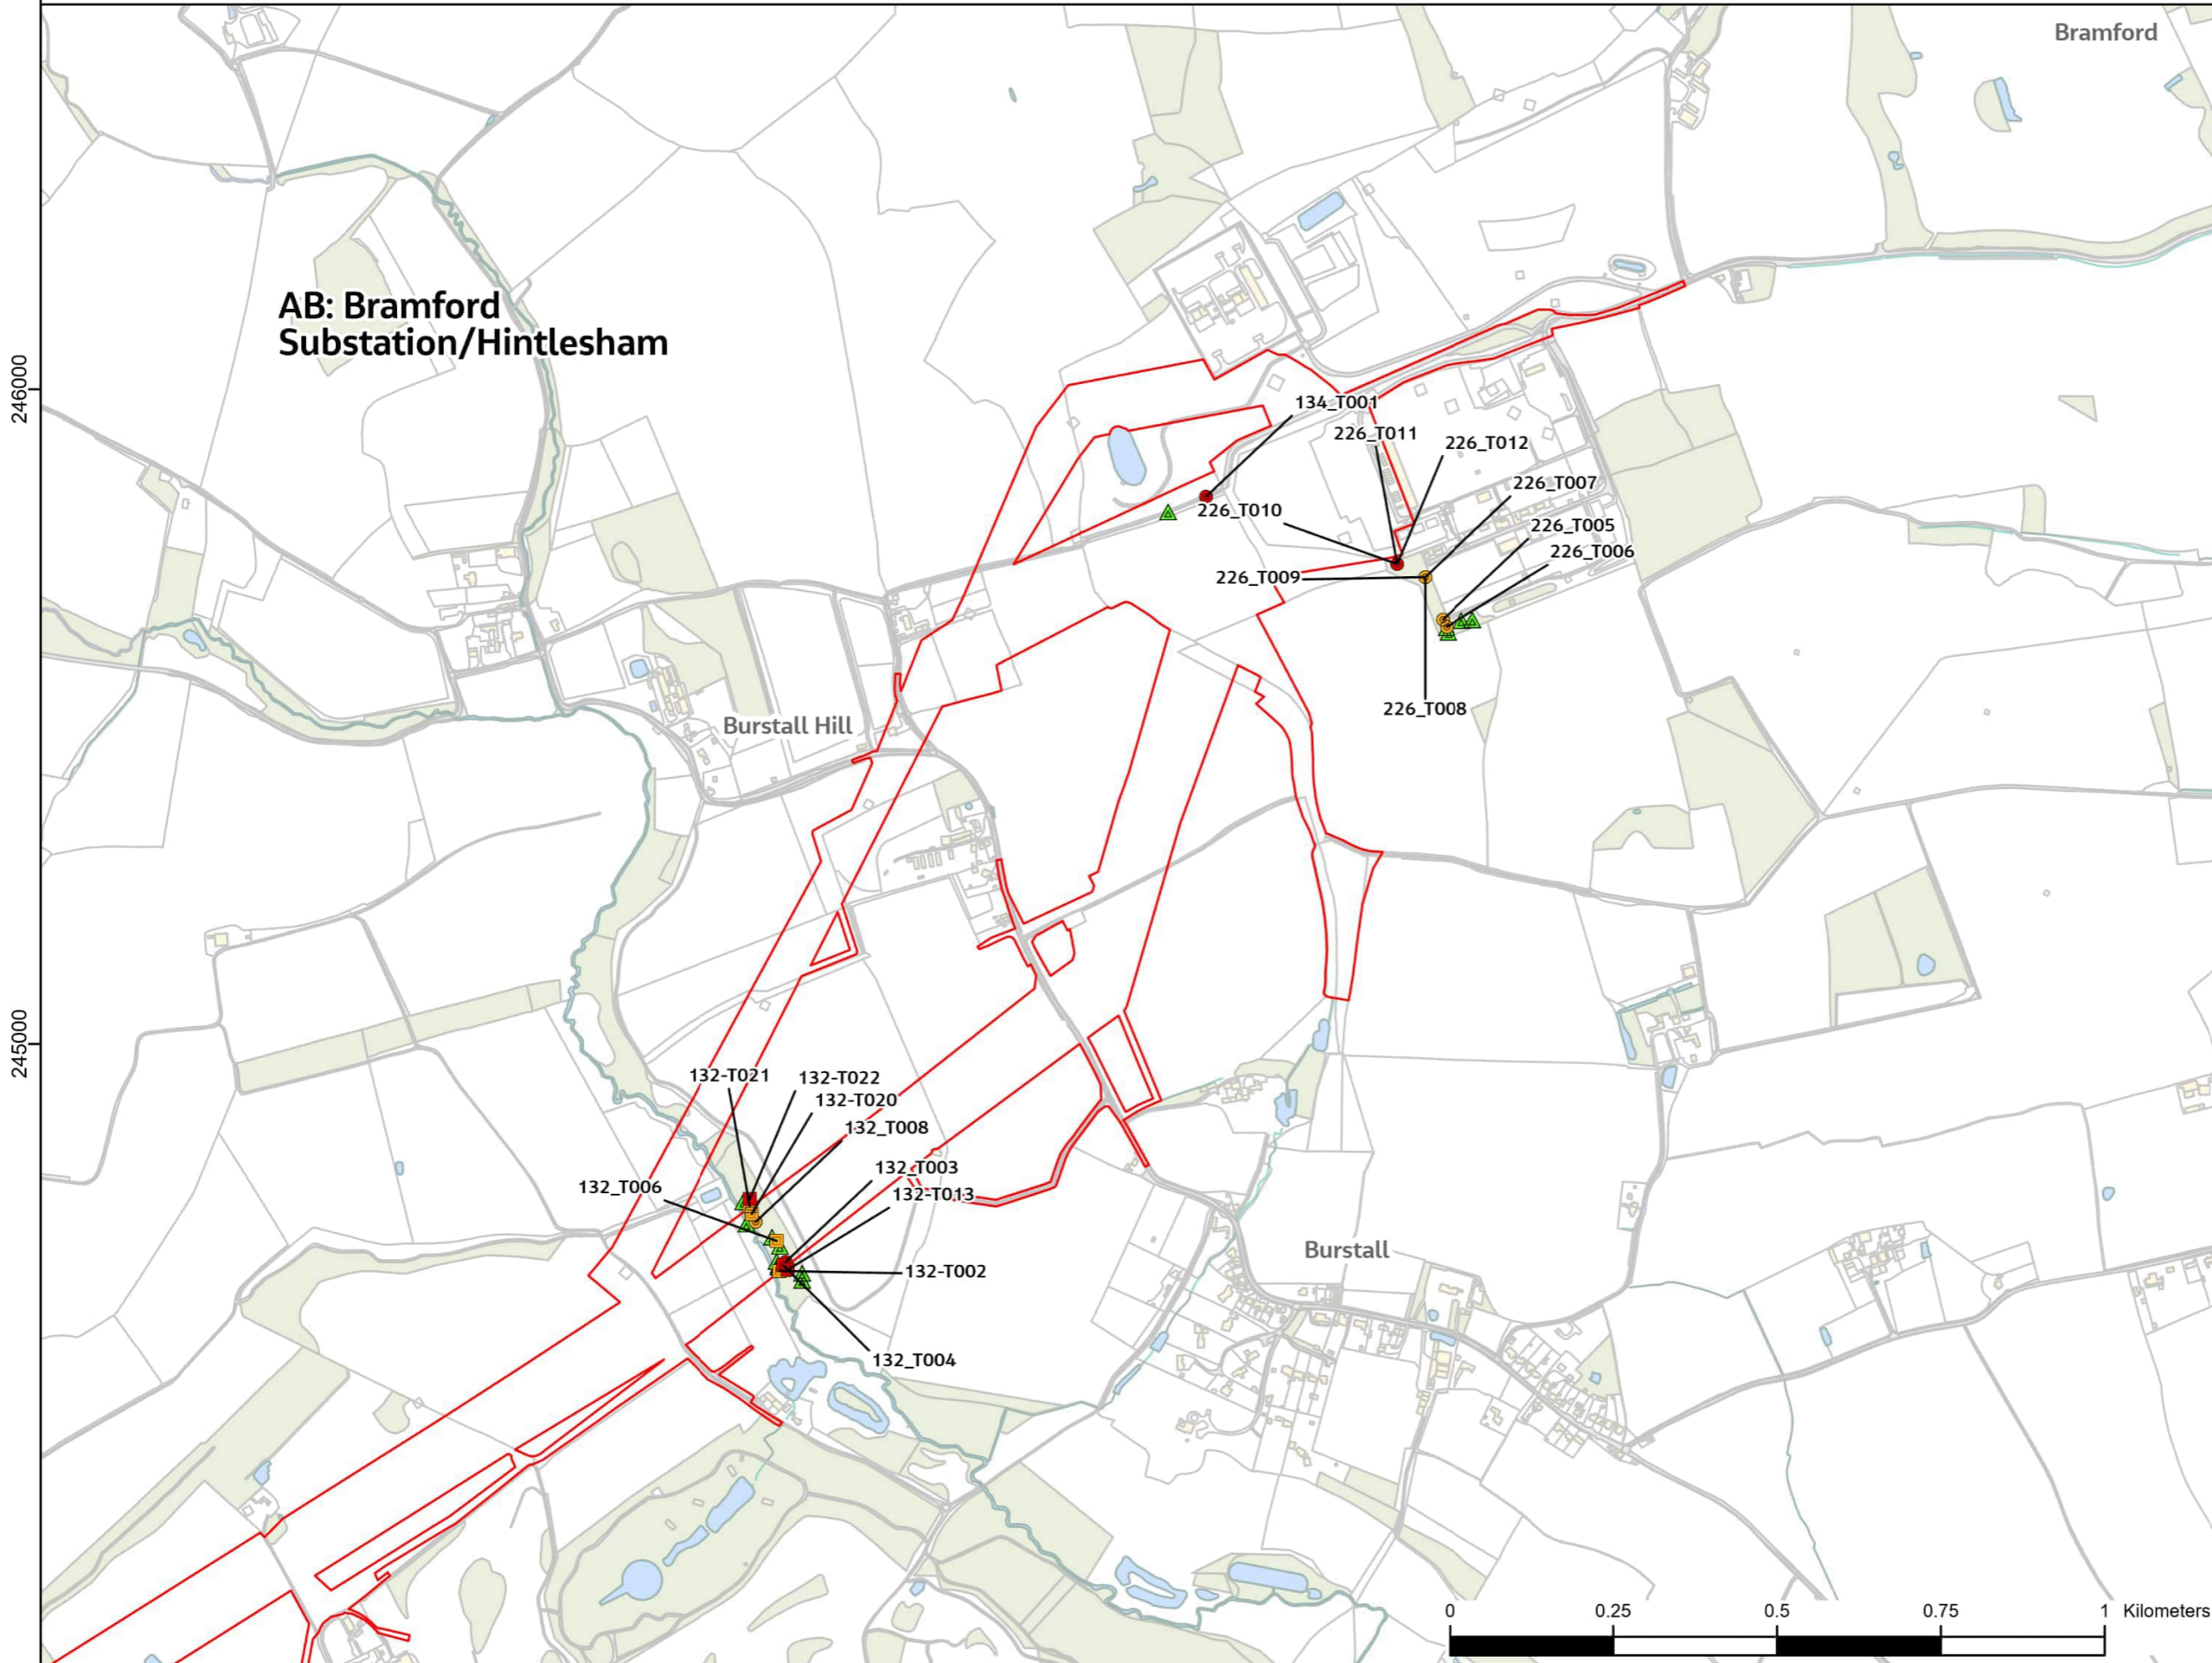 Bramford
AB: Bramford
Substation/Hintlesham
246000
134_T001
226_T011
226_T012
226_T007
226_T010
226_T005
226_T006
226_T009
226_T008
Burstall Hill
245000
132-T021
132-T022
132-T020
132_T008
132_T003
132_T006
132-T013
Burstall
132-T002
132_T004
0 0.25 0.5 0.75 1 Kilometers